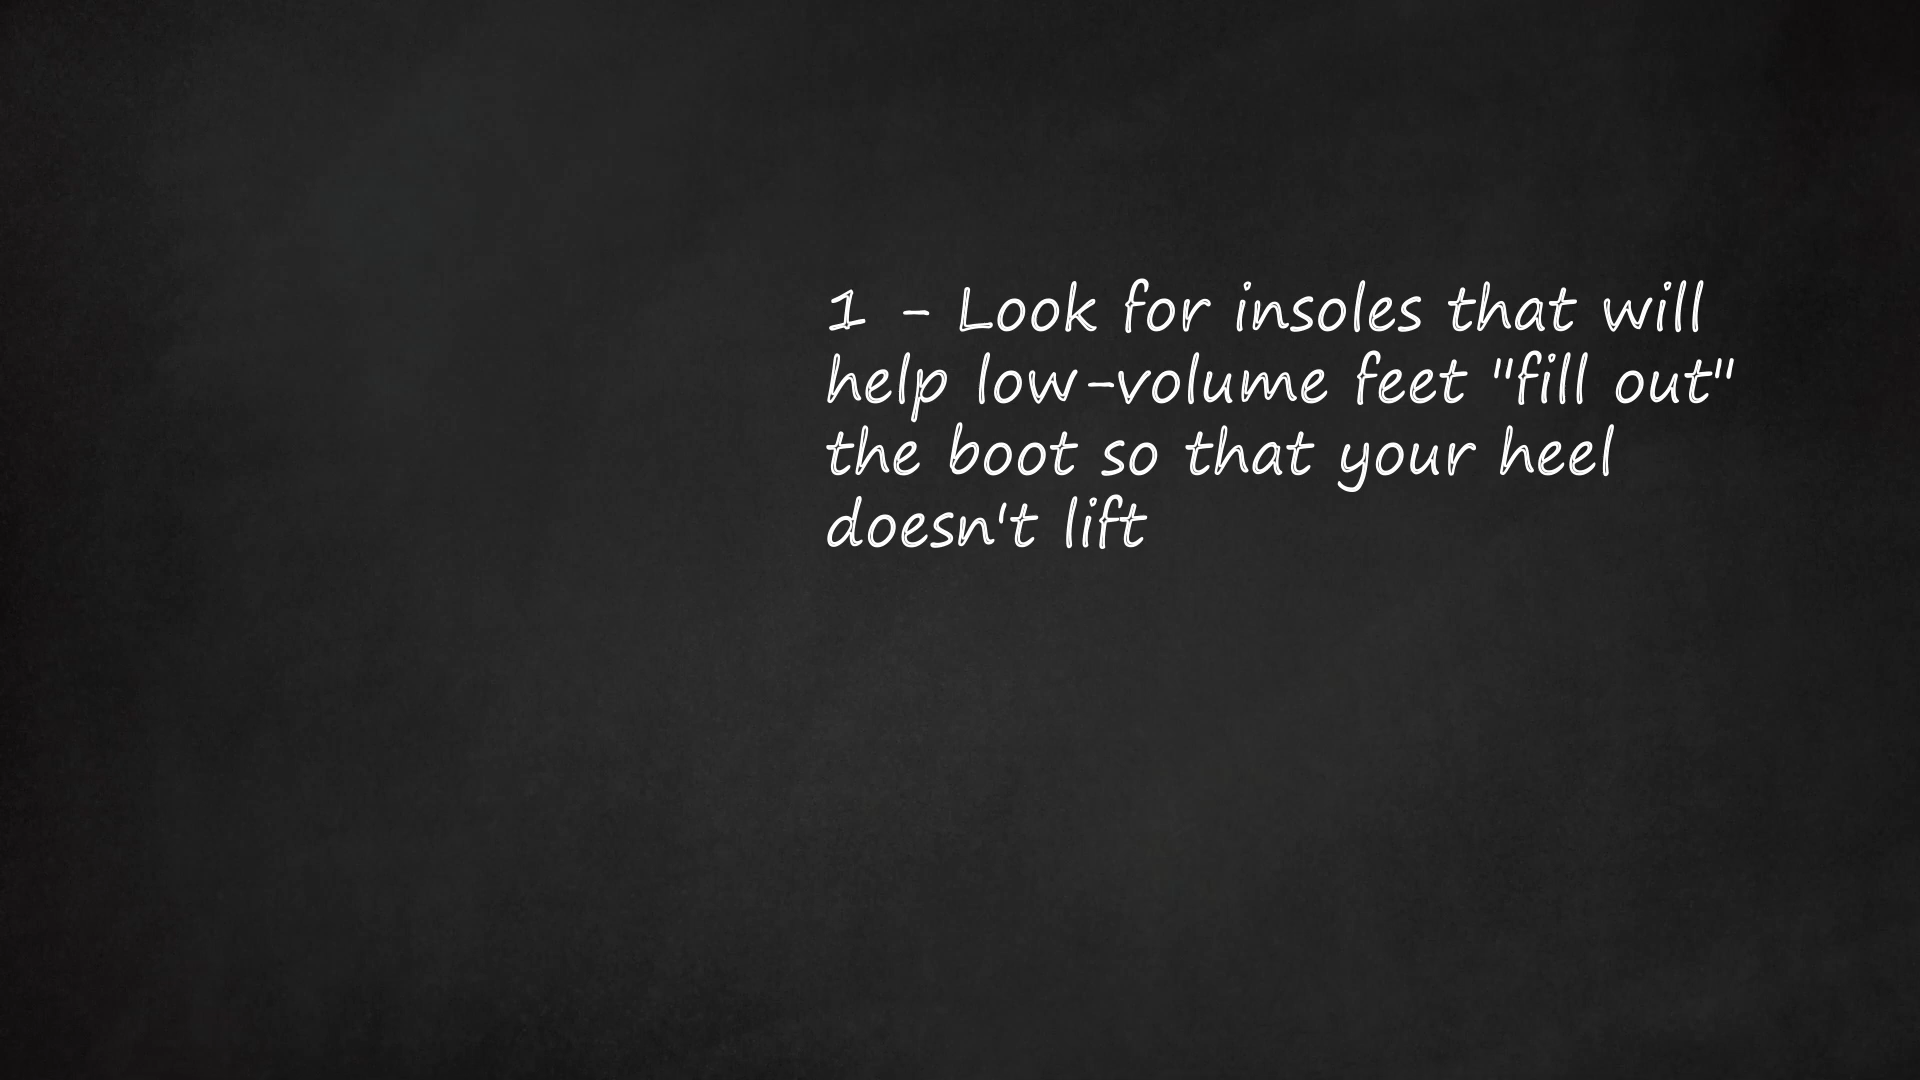 1 - Look for insoles that will
help low-volume feet "fill out"
the boot so that your heel
doesn't lift